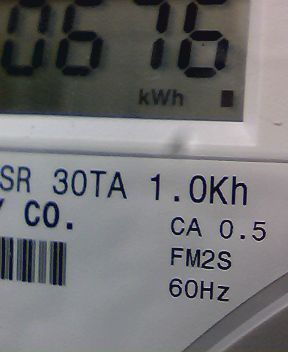 0676
kWh
SR 30TA 1.0Kh
Y CO.
CA 0.5
FM2S
60Hz